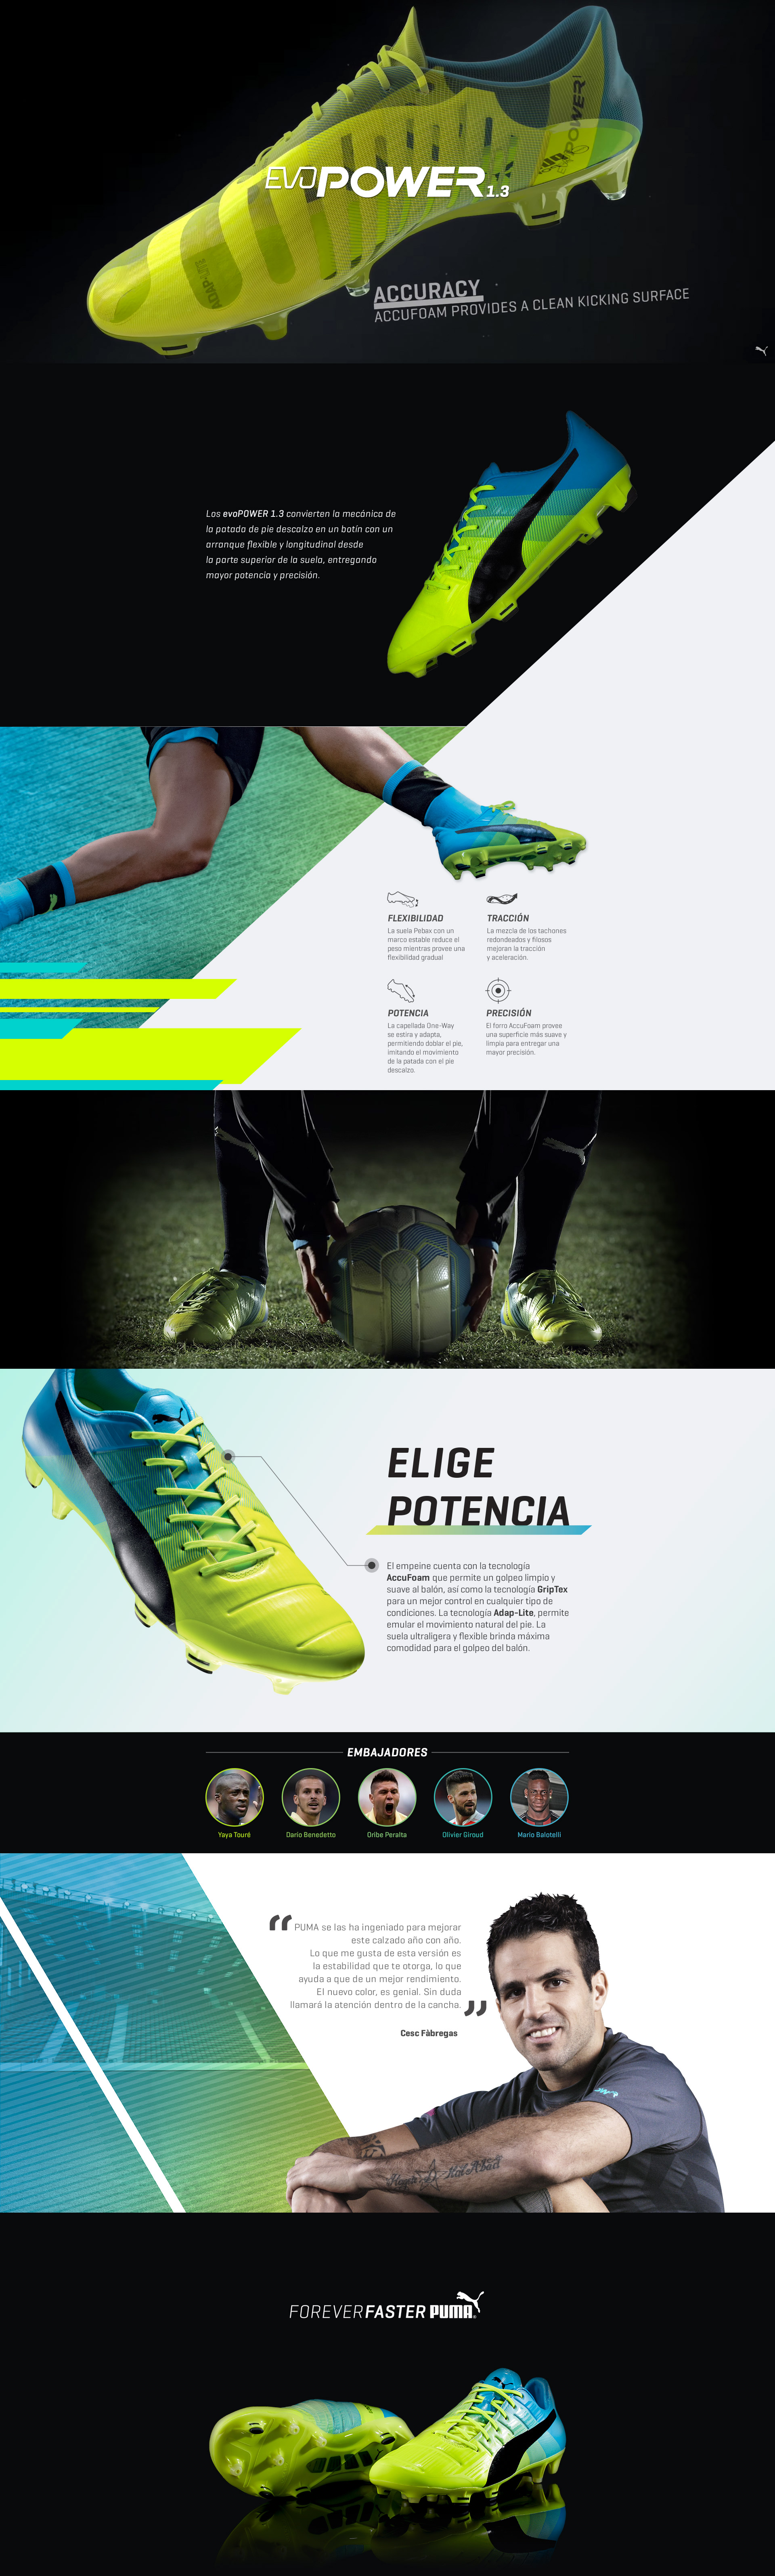 POWER
ADAP-LITE
EVOPOWER1.3
ACCURACY
ACCUFOAM PROVIDES A CLEAN KICKING SURFACE
Los evoPOWER 1.3 convierten la mecánica de
la patada de pie descalzo en un botín con un
arranque flexible y longitudinal desde
la parte superior de la suela, entregando
mayor potencia y precisión.
FLEXIBILIDAD
La suela Pebax con un
marco estable reduce el
peso mientras provee una
flexibilidad gradual
TRACCIÓN
La mezcla de los tachones
redondeados y filosos
mejoran la tracción
y aceleración.
POTENCIA
La capellada One-Way
se estira y adapta,
permitiendo doblar el pie,
imitando el movimiento
de la patada con el pie
descalzo.
PRECISIÓN
El forro AccuFoam provee
una superficie más suave y
limpia para entregar una
mayor precisión.
ELIGE
POTENCIA
El empeine cuenta con la tecnología
AccuFoam que permite un golpeo limpio y
suave al balón, así como la tecnología GripTex
para un mejor control en cualquier tipo de
condiciones. La tecnología Adap-Lite, permite
emular el movimiento natural del pie. La
suela ultraligera y flexible brinda máxima
comodidad para el golpeo del balón.
EMBAJADORES
Yaya Touré
Darío Benedetto
Oribe Peralta
Olivier Giroud
Mario Balotelli
“ PUMA se las ha ingeniado para mejorar
este calzado año con año.
Lo que me gusta de esta versión es
la estabilidad que te otorga, lo que
ayuda a que de un mejor rendimiento.
El nuevo color, es genial. Sin duda
llamará la atención dentro de la cancha. ”
Cesc Fàbregas
FOREVER FASTER PUMA